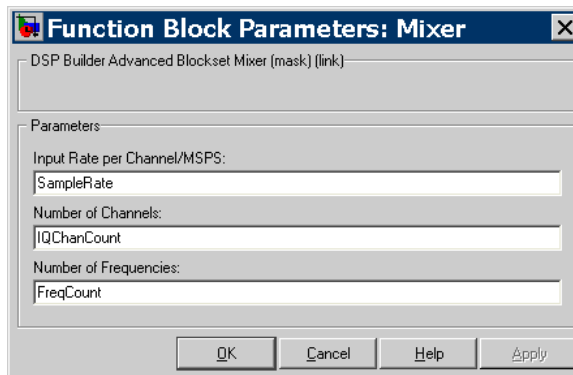 Function Block Parameters: Mixer
DSP Builder Advanced Blockset Mixer (mask) (link)
Parameters
Input Rate per Channel/MSPS:
SampleRate
Number of Channels:
IQChanCount
Number of Frequencies:
FreqCount
OK Cancel Help Apply